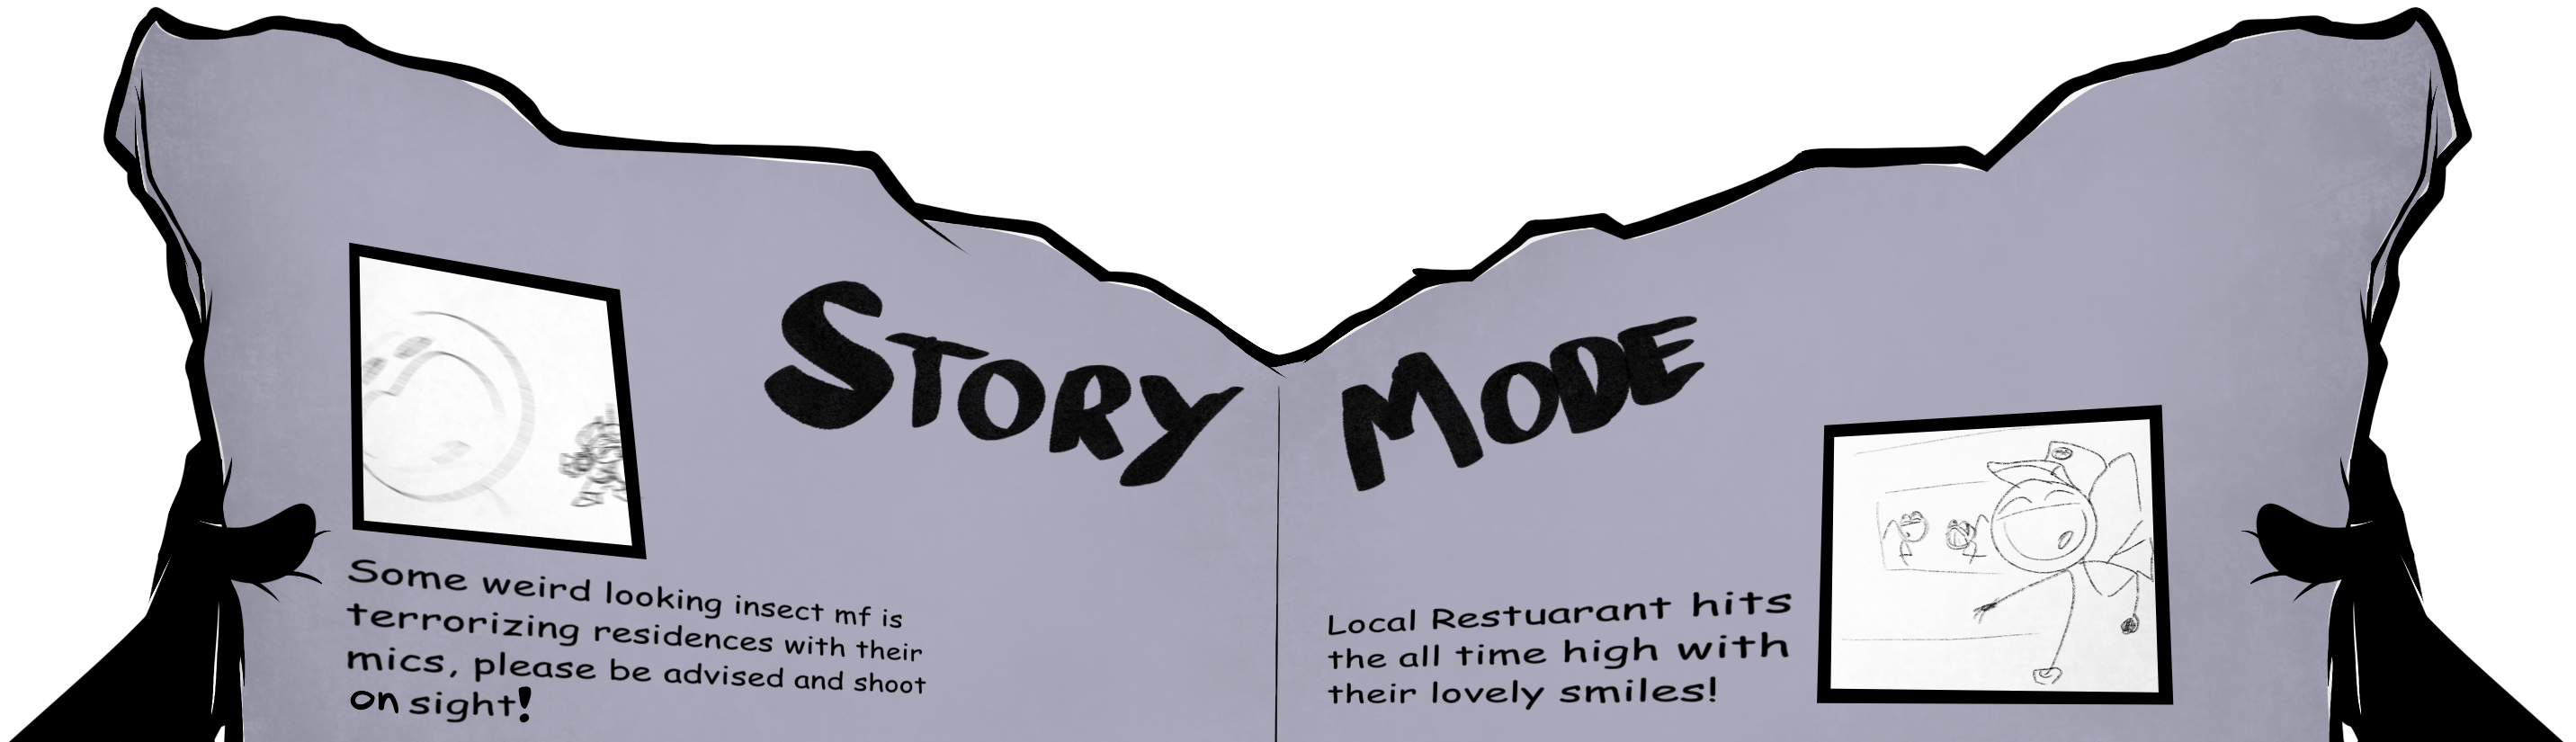 STORY MODE
Some weird looking insect mf is
terrorizing residences with their
mics, please be advised and shoot
on sight!
Local Restuarant hits
the all time high with
their lovely smiles!